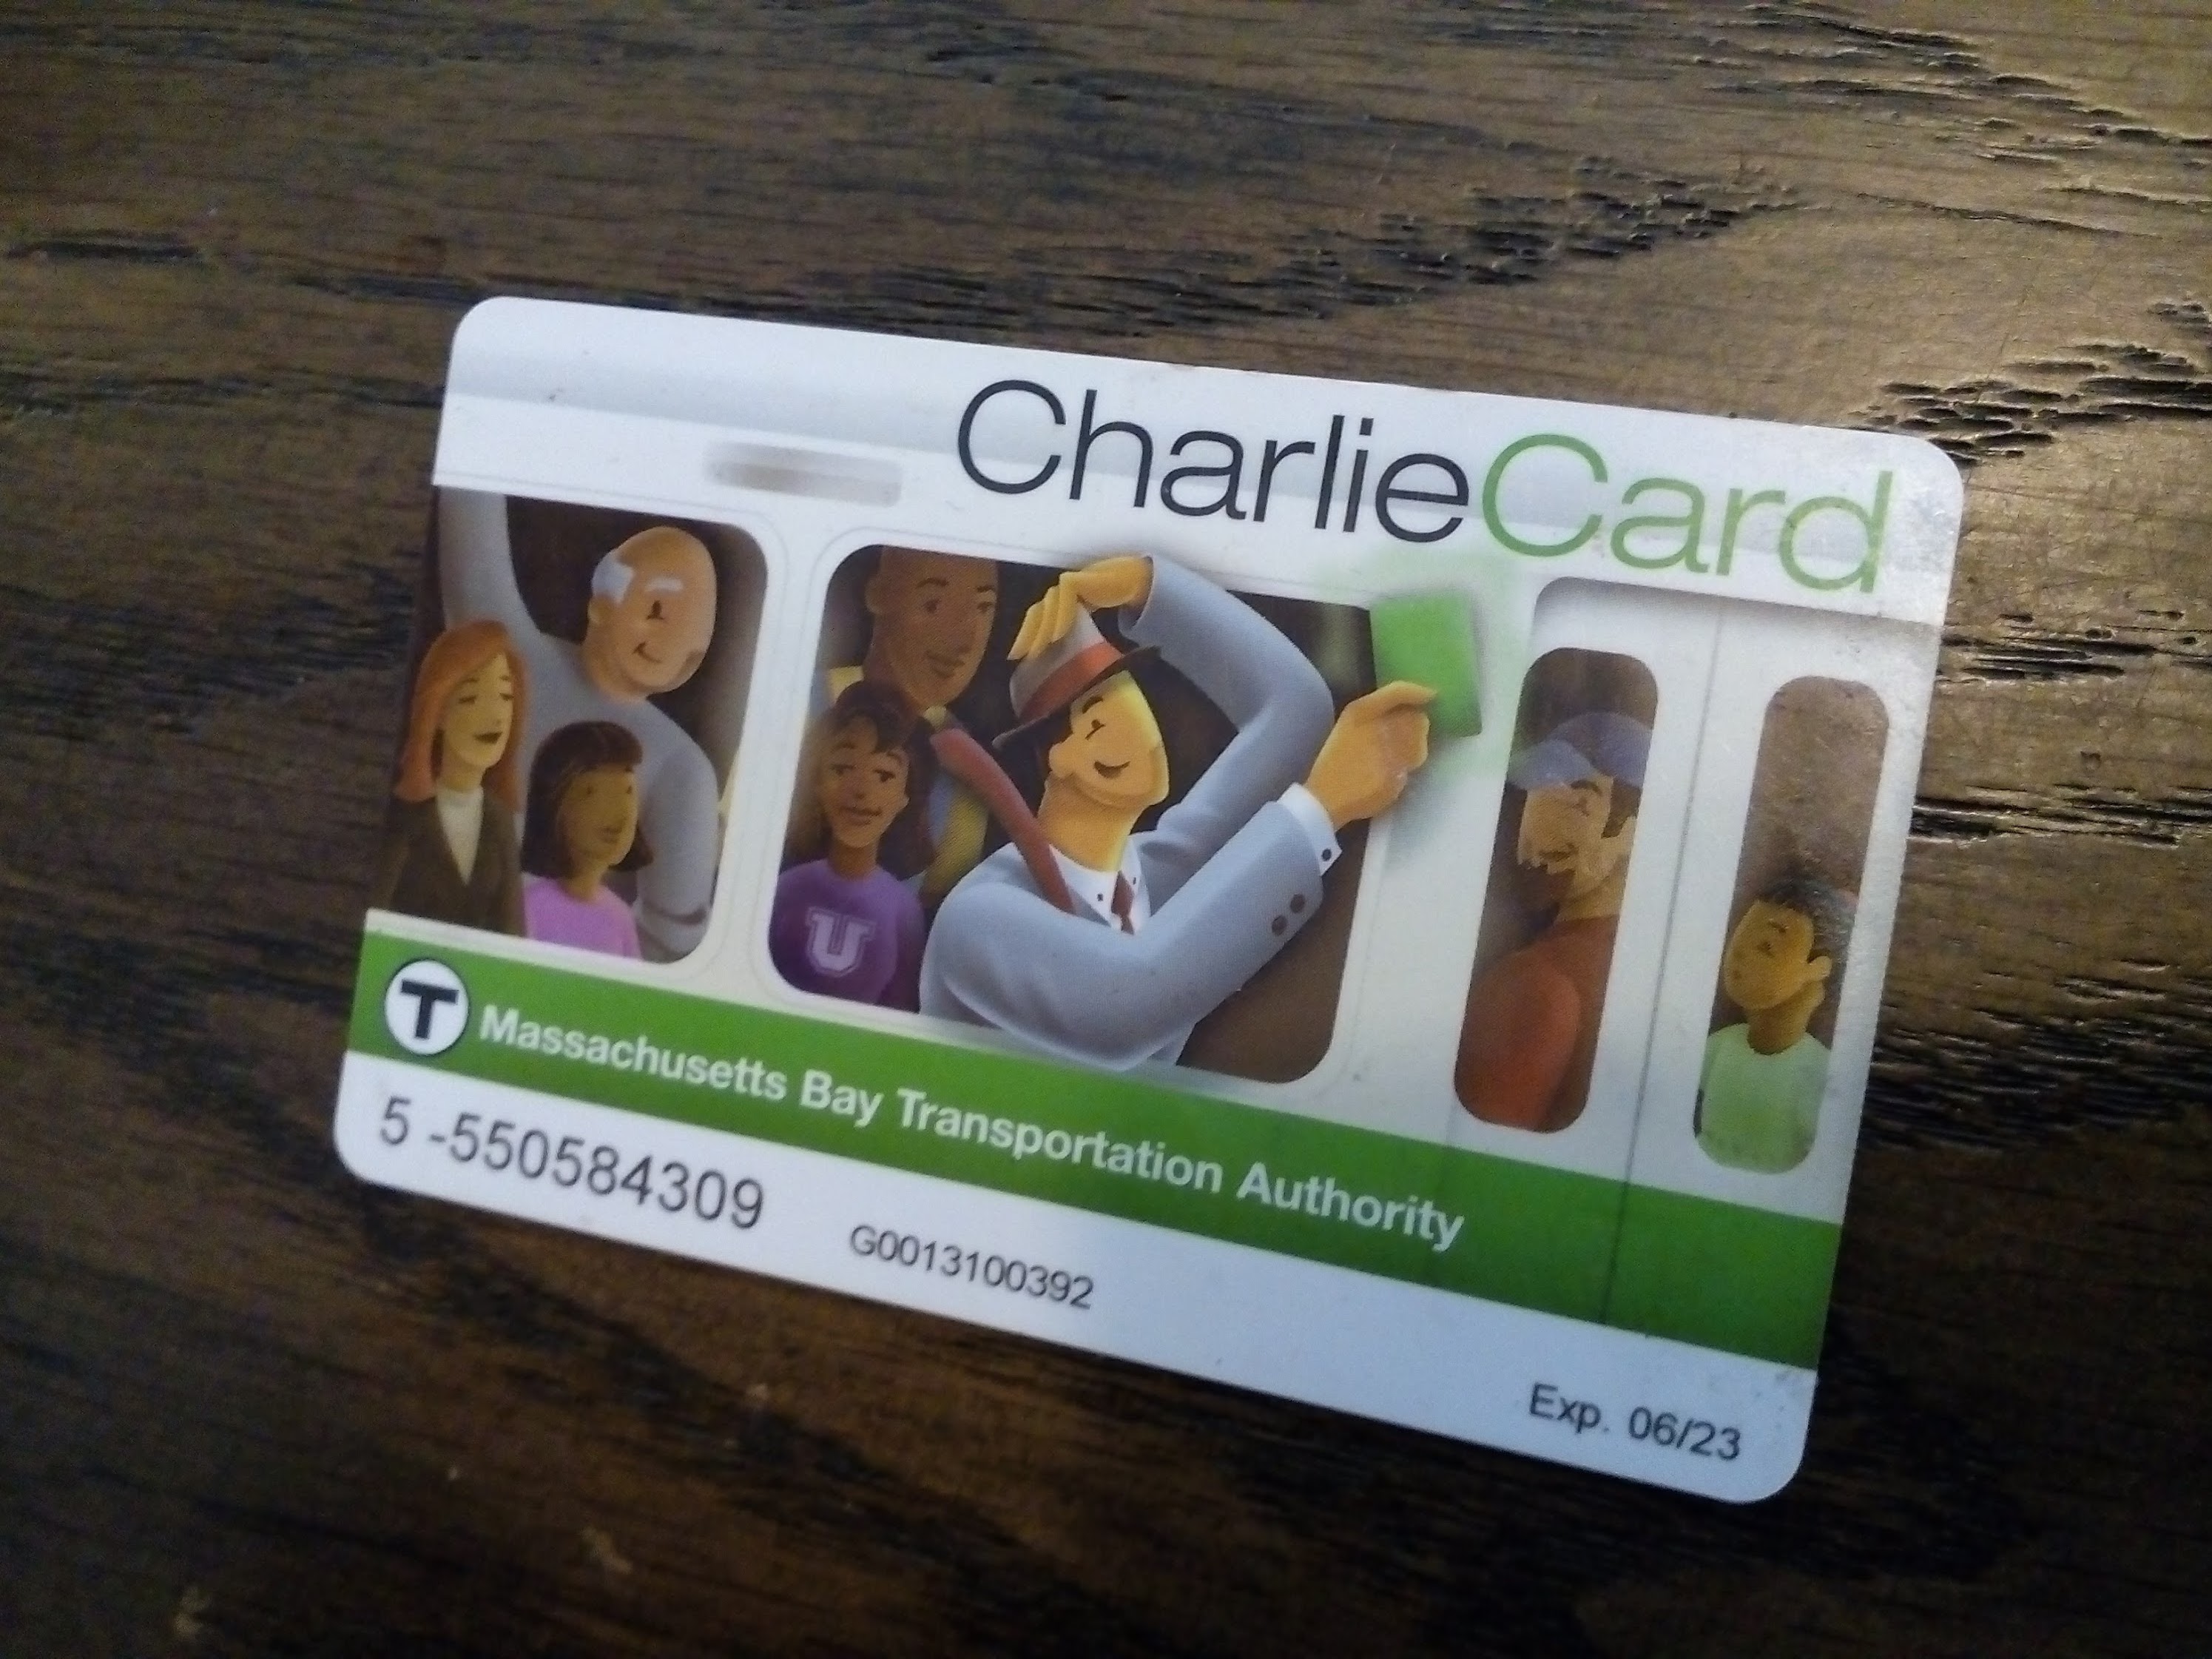 CharlieCard
U
T Massachusetts Bay Transportation Authority
5 -550584309
G0013100392
Exp. 06/23